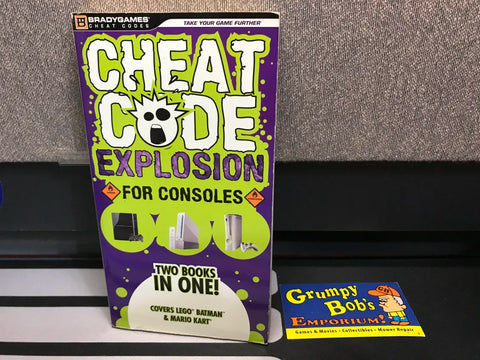 BRADYGAMES®
CHEAT CODES
TAKE YOUR GAME FURTHER
CHEAT
CODE
EXPLOSION
FOR CONSOLES
TWO BOOKS
IN ONE!
COVERS LEGO® BATMAN™
& MARIO KART®
Grumpy
Bob's
EMPORIUM!
Games & Movies • Collectibles • Mower Repair